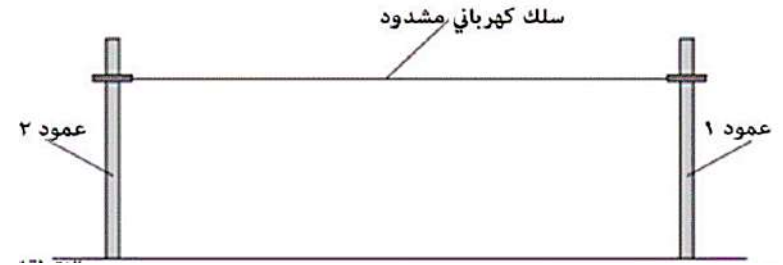 سلك كهربائي مشدود
عمود ١
عمود ٢